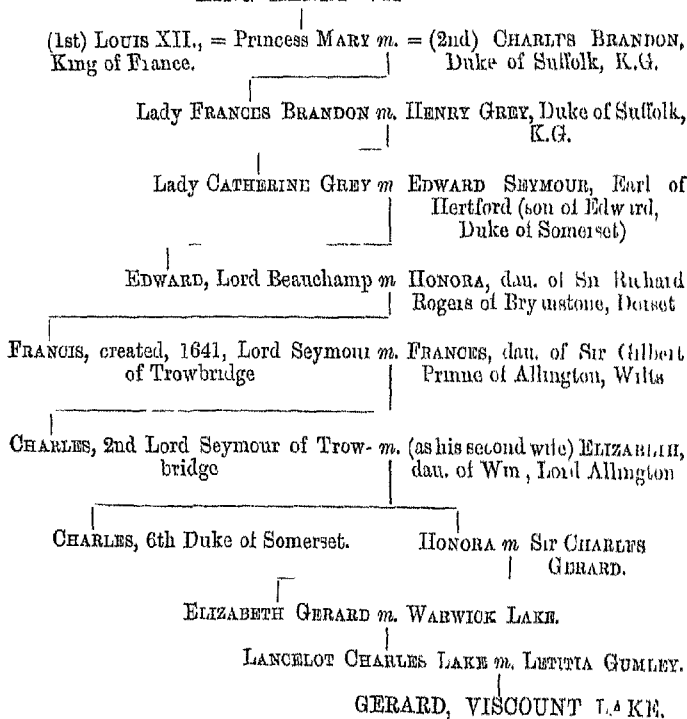 (1st) LOUIS XII., = Princess MARY m. = (2nd) CHARLES BRANDON,
King of France. Duke of Suffolk, K.G.
Lady FRANCES BRANDON m. HENRY GREY, Duke of Suffolk,
K.G.
Lady CATHERINE GREY m EDWARD SEYMOUR, Earl of
Hertford (son of Edward,
Duke of Somerset)
EDWARD, Lord Beauchamp m HONORA, dau. of Sir Richard
Rogers of Bryanstone, Dorset
FRANCIS, created, 1641, Lord Seymour m. FRANCES, dau. of Sir Gilbert
of Trowbridge Prinne of Allington, Wilts
CHARLES, 2nd Lord Seymour of Trow- m. (as his second wife) ELIZABETH,
bridge dau. of Wm, Lord Allington
CHARLES, 6th Duke of Somerset. HONORA m SIR CHARLES
GERARD.
ELIZABETH GERARD m. WARWICK LAKE.
LANCELOT CHARLES LAKE m. LETITIA GUMLEY.
GERARD, VISCOUNT LAKE.